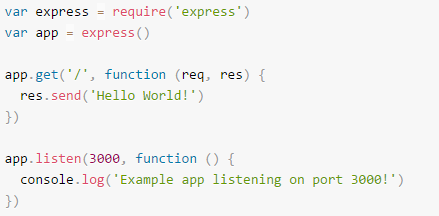 var express = require('express')
var app = express()

app.get('/', function (req, res) {
  res.send('Hello World!')
})

app.listen(3000, function () {
  console.log('Example app listening on port 3000!')
})